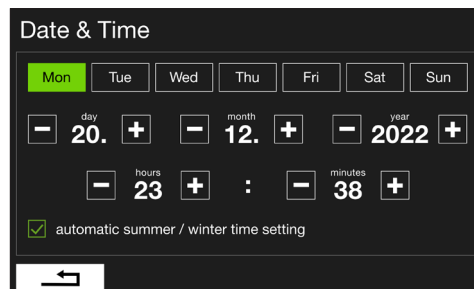 Date & Time
Mon Tue Wed Thu Fri Sat Sun
day month year
− 20. + − 12. + − 2022 +
hours minutes
− 23 + : − 38 +
automatic summer / winter time setting